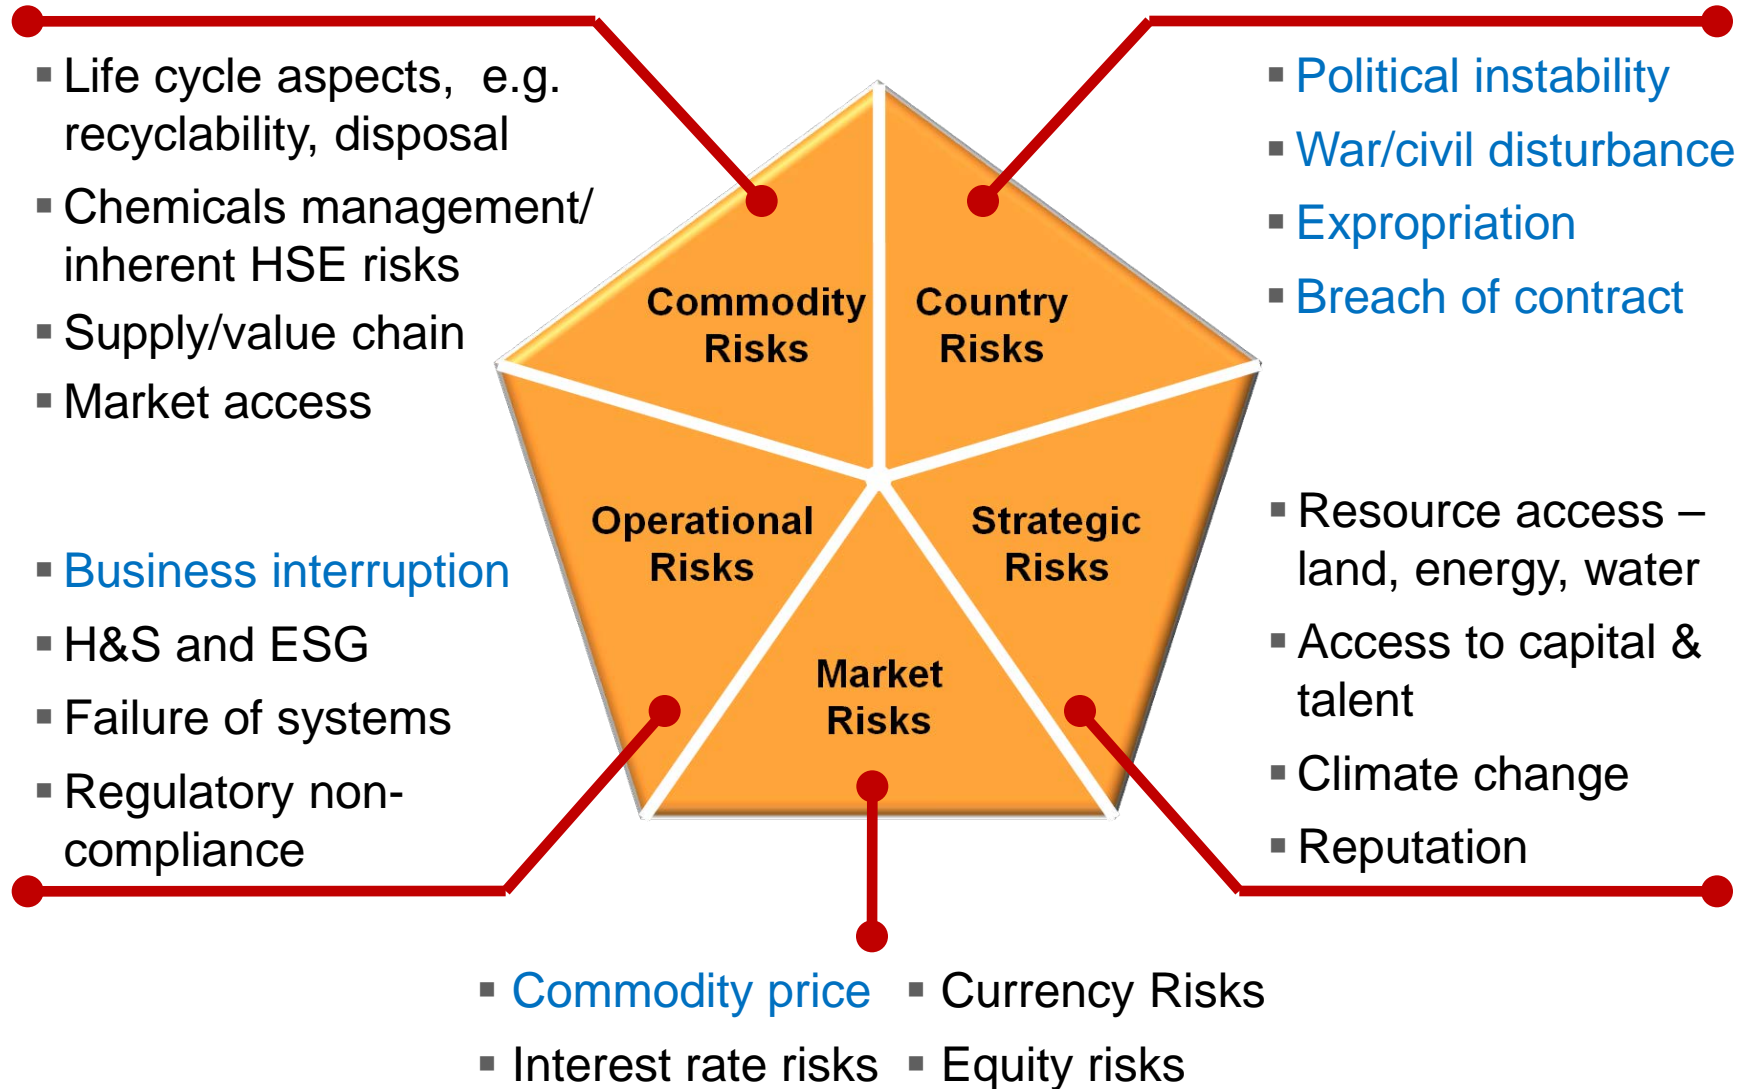 Life cycle aspects, e.g.
recyclability, disposal
Chemicals management/
inherent HSE risks
Supply/value chain
Market access
Political instability
War/civil disturbance
Expropriation
Breach of contract
Commodity
Risks
Country
Risks
Operational
Risks
Strategic
Risks
Market
Risks
Business interruption
H&S and ESG
Failure of systems
Regulatory non-
compliance
Resource access –
land, energy, water
Access to capital &
talent
Climate change
Reputation
Commodity price
Currency Risks
Interest rate risks
Equity risks